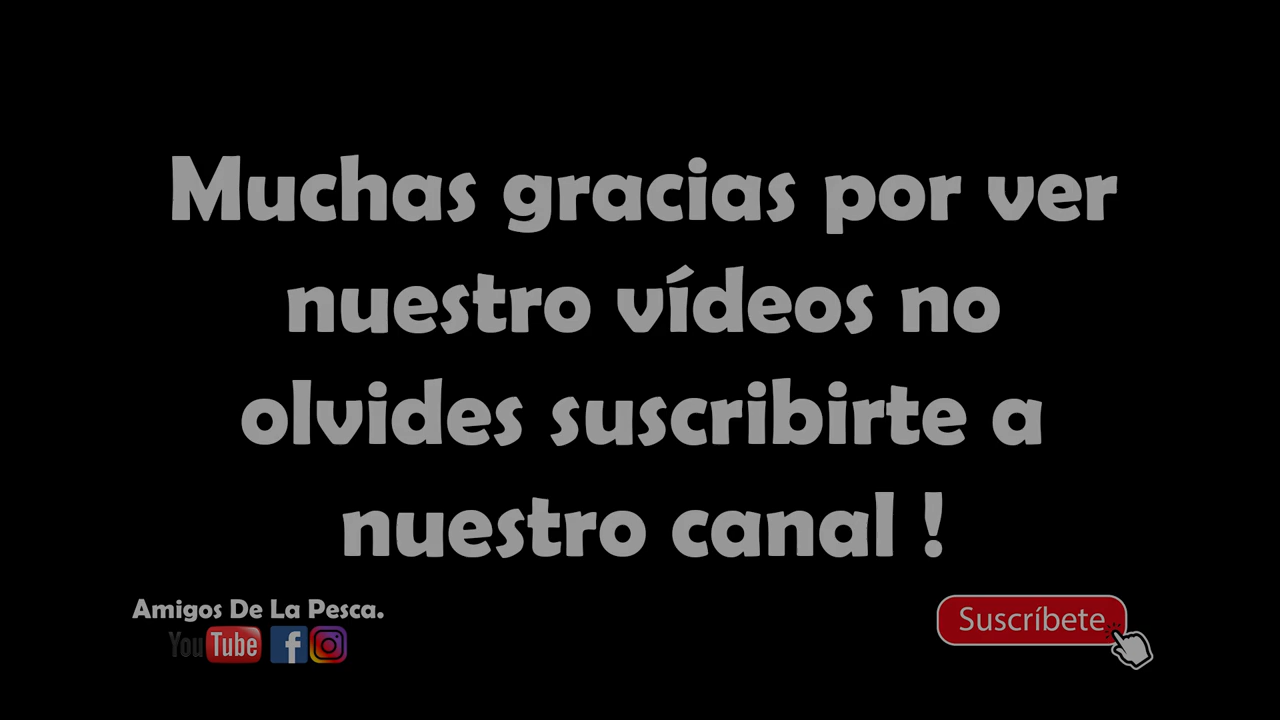 Muchas gracias por ver
nuestro vídeos no
olvides suscribirte a
nuestro canal !
Amigos De La Pesca.
YouTube
Suscríbete